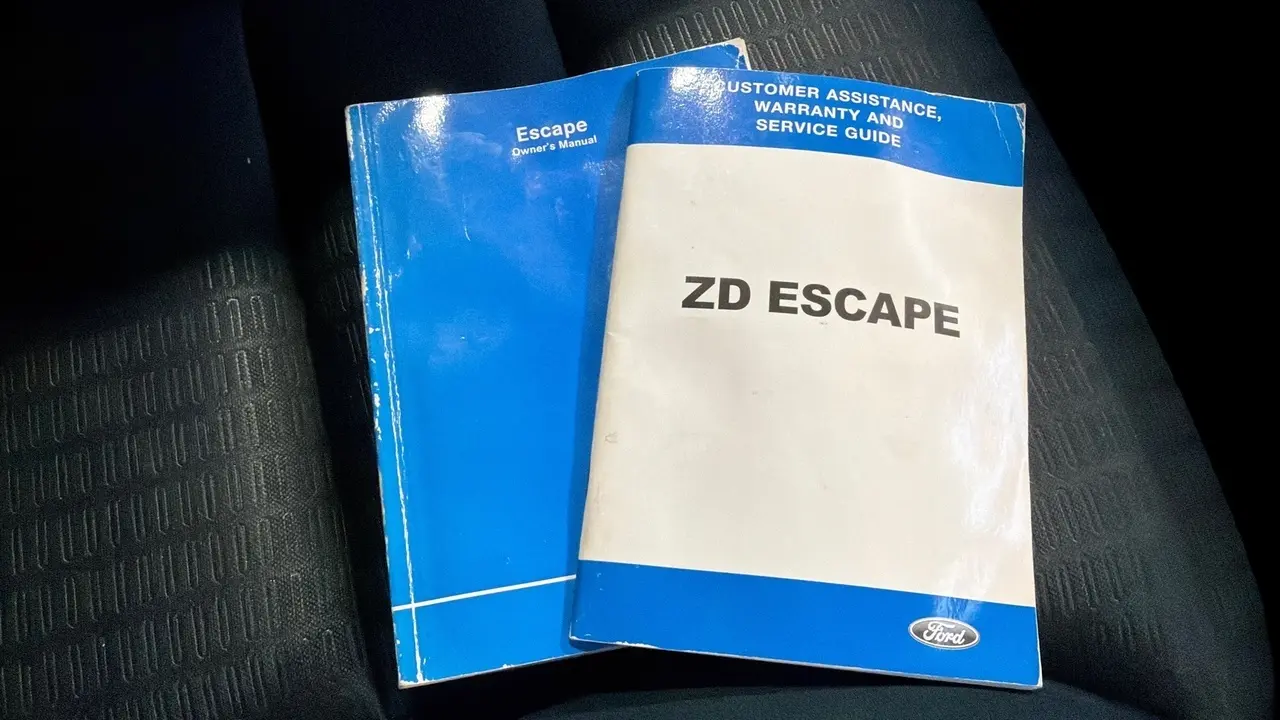 Escape
Owner's Manual
CUSTOMER ASSISTANCE,
WARRANTY AND
SERVICE GUIDE
ZD ESCAPE
Ford